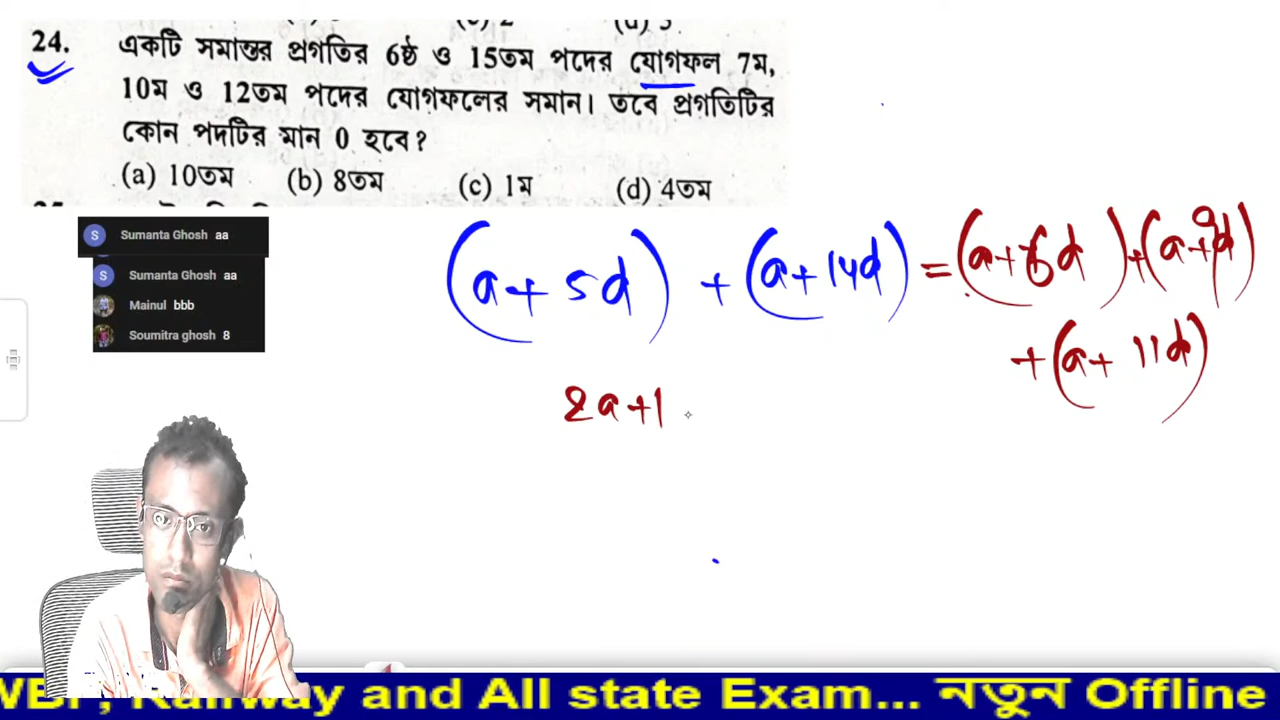 24. একটি সমান্তর প্রগতির 6ষ্ঠ ও 15তম পদের যোগফল 7ম,
10ম ও 12তম পদের যোগফলের সমান। তবে প্রগতিটির
কোন পদটির মান 0 হবে?
(a) 10তম (b) 8তম (c) 1ম (d) 4তম
S Sumanta Ghosh aa
S Sumanta Ghosh aa
Mainul bbb
Soumitra ghosh 8
(a + 5d) + (a + 14d) = (a + 6d) + (a + 9d)
+ (a + 11d)
2a + 1
Railway and All state Exam... নতুন Offline